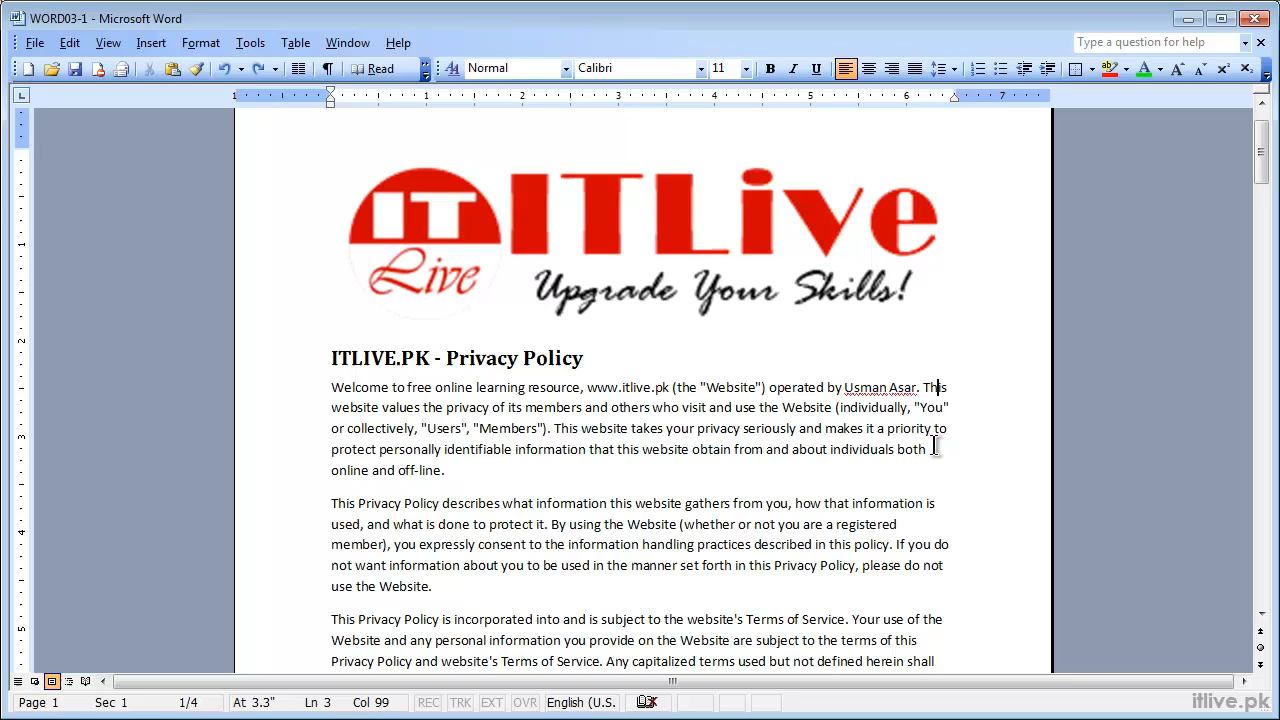 WORD03-1 - Microsoft Word
File Edit View Insert Format Tools Table Window Help
Type a question for help
Read Normal Calibri 11
1 1 2 3 4 5 6 7
IT ITLive
Live Upgrade Your Skills!
ITLIVE.PK - Privacy Policy
Welcome to free online learning resource, www.itlive.pk (the "Website") operated by Usman Asar. This
website values the privacy of its members and others who visit and use the Website (individually, "You"
or collectively, "Users", "Members"). This website takes your privacy seriously and makes it a priority to
protect personally identifiable information that this website obtain from and about individuals both
online and off-line.
This Privacy Policy describes what information this website gathers from you, how that information is
used, and what is done to protect it. By using the Website (whether or not you are a registered
member), you expressly consent to the information handling practices described in this policy. If you do
not want information about you to be used in the manner set forth in this Privacy Policy, please do not
use the Website.
This Privacy Policy is incorporated into and is subject to the website's Terms of Service. Your use of the
Website and any personal information you provide on the Website are subject to the terms of this
Privacy Policy and website's Terms of Service. Any capitalized terms used but not defined herein shall
Page 1 Sec 1 1/4 At 3.3" Ln 3 Col 99 REC TRK EXT OVR English (U.S.
itlive.pk